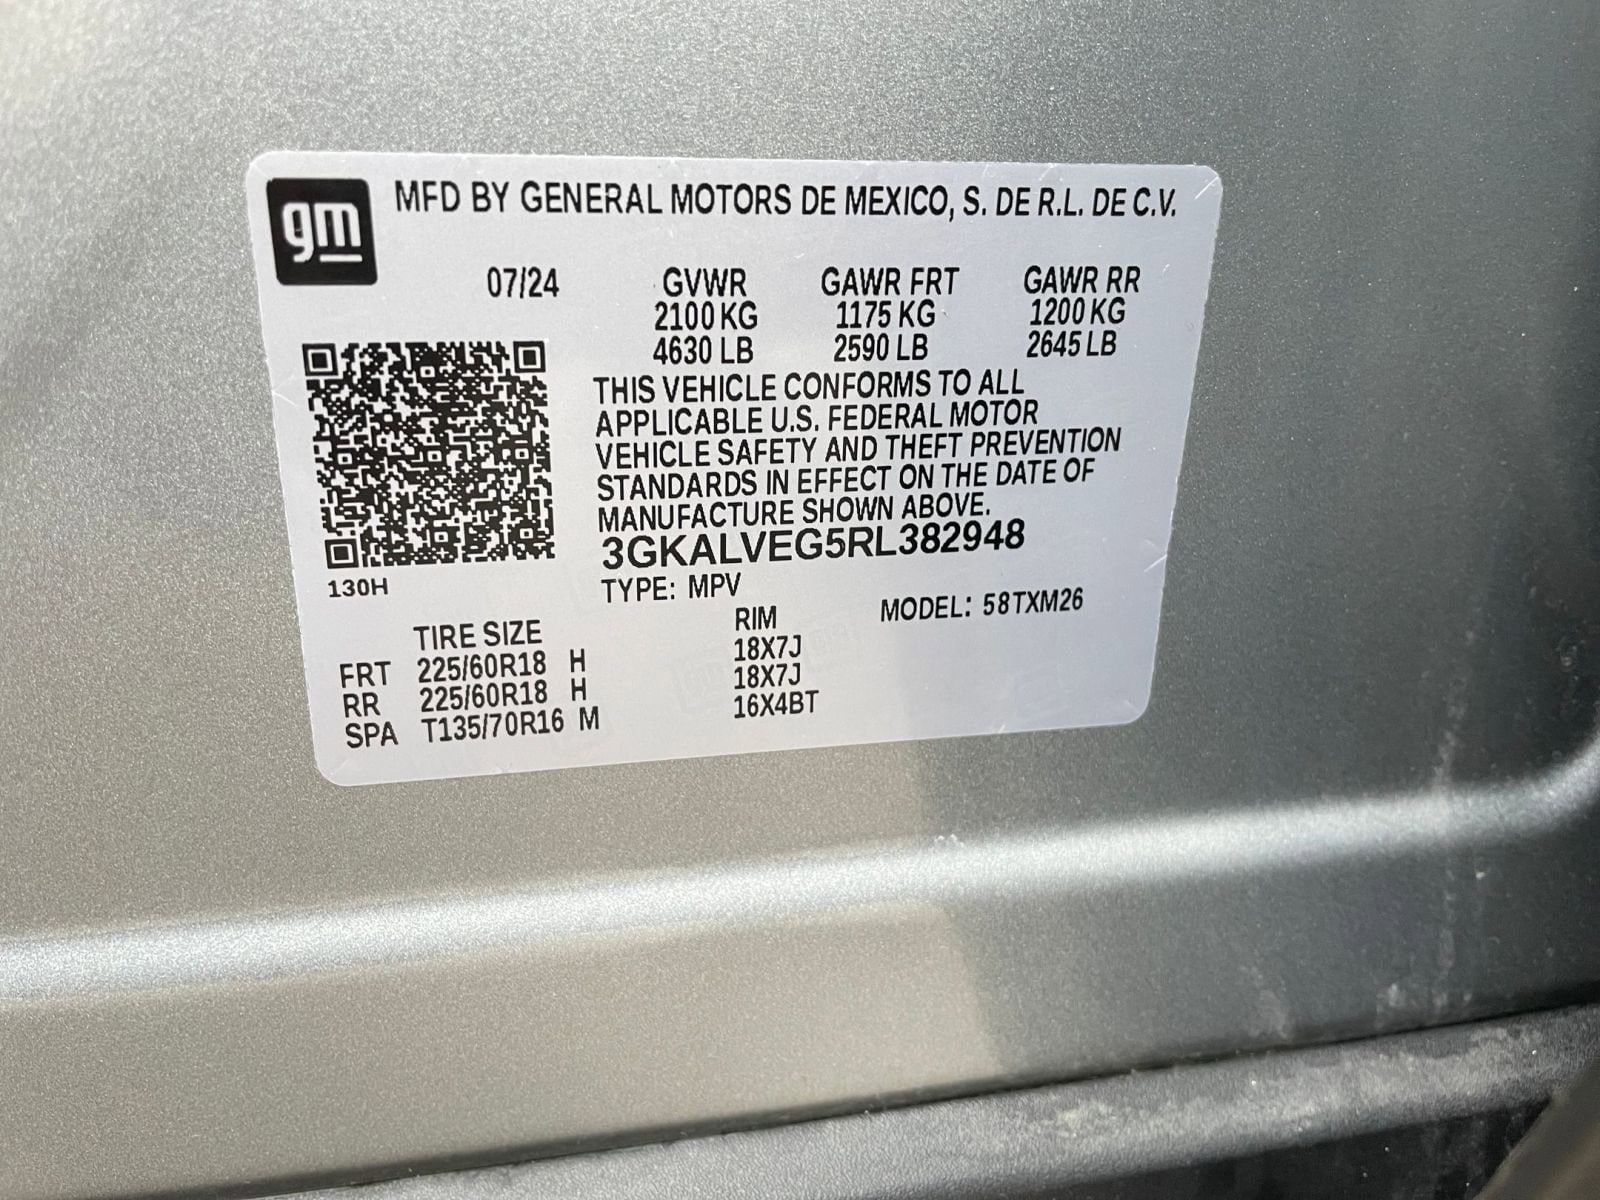 gm
MFD BY GENERAL MOTORS DE MEXICO, S. DE R.L. DE C.V.
07/24 GVWR GAWR FRT GAWR RR
2100 KG 1175 KG 1200 KG
4630 LB 2590 LB 2645 LB
THIS VEHICLE CONFORMS TO ALL
APPLICABLE U.S. FEDERAL MOTOR
VEHICLE SAFETY AND THEFT PREVENTION
STANDARDS IN EFFECT ON THE DATE OF
MANUFACTURE SHOWN ABOVE.
3GKALVEG5RL382948
130H
TYPE: MPV MODEL: 58TXM26
TIRE SIZE RIM
FRT 225/60R18 H 18X7J
RR 225/60R18 H 18X7J
SPA T135/70R16 M 16X4BT